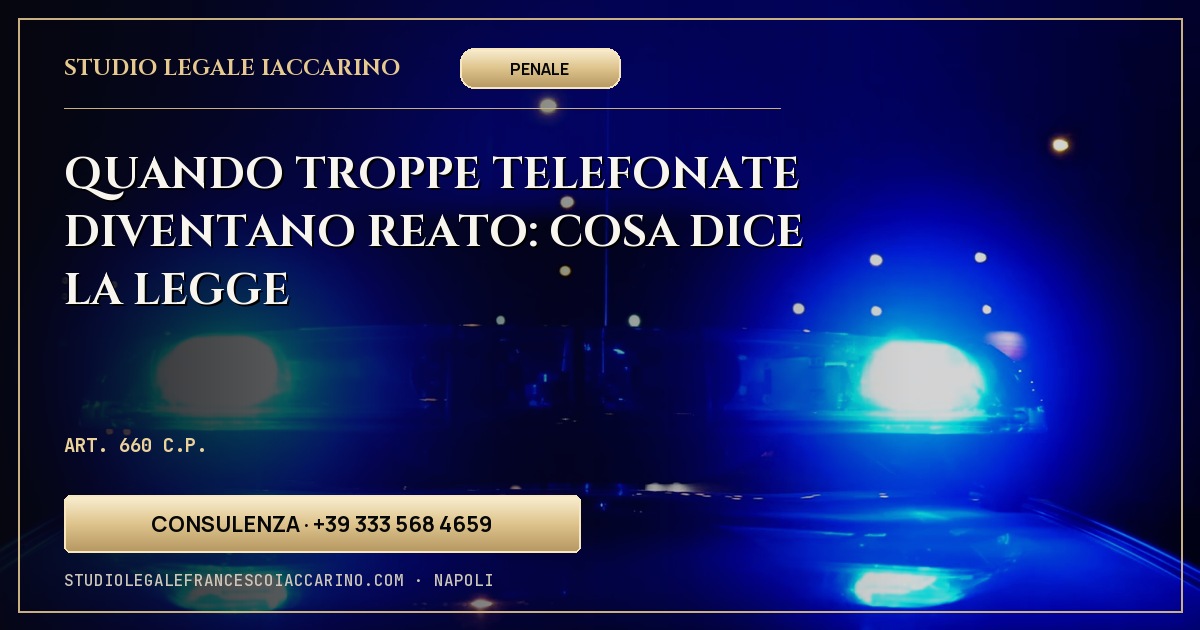 STUDIO LEGALE IACCARINO
PENALE
QUANDO TROPPE TELEFONATE
DIVENTANO REATO: COSA DICE
LA LEGGE
ART. 660 C.P.
CONSULENZA · +39 333 568 4659
STUDIOLEGALEFRANCESCOIACCARINO.COM · NAPOLI